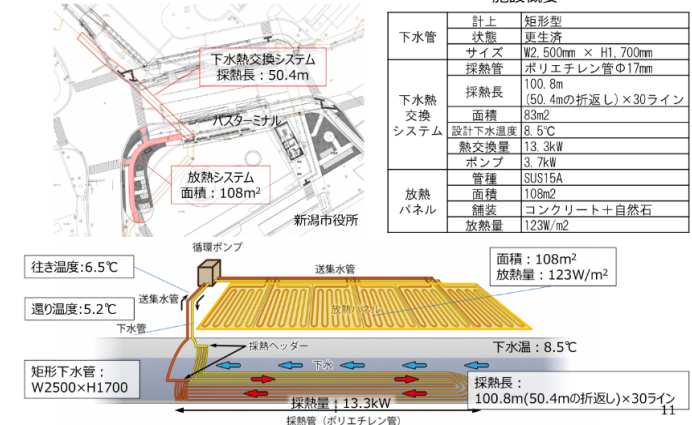 下水熱交換システム
採熱長：50.4m
バスターミナル
放熱システム
面積：108m²
新潟市役所
下水管 計上 矩形型
状態 更生済
サイズ W2,500mm × H1,700mm
下水熱交換システム 採熱管 ポリエチレン管Φ17mm
採熱長 100.8m
(50.4mの折返し)×30ライン
面積 83m2
設計下水温度 8.5℃
熱交換量 13.3kW
ポンプ 3.7kW
放熱パネル 管種 SUS15A
面積 108m2
舗装 コンクリート＋自然石
放熱量 123W/m2
循環ポンプ
往き温度:6.5℃
送集水管
面積：108m²
放熱量：123W/m²
送集水管
還り温度：5.2℃
放熱パネル
下水管
採熱ヘッダー
下水温：8.5℃
矩形下水管：
W2500×H1700
下水
採熱長：
100.8m(50.4mの折返し)×30ライン
採熱量：13.3kW
採熱管（ポリエチレン管）
11